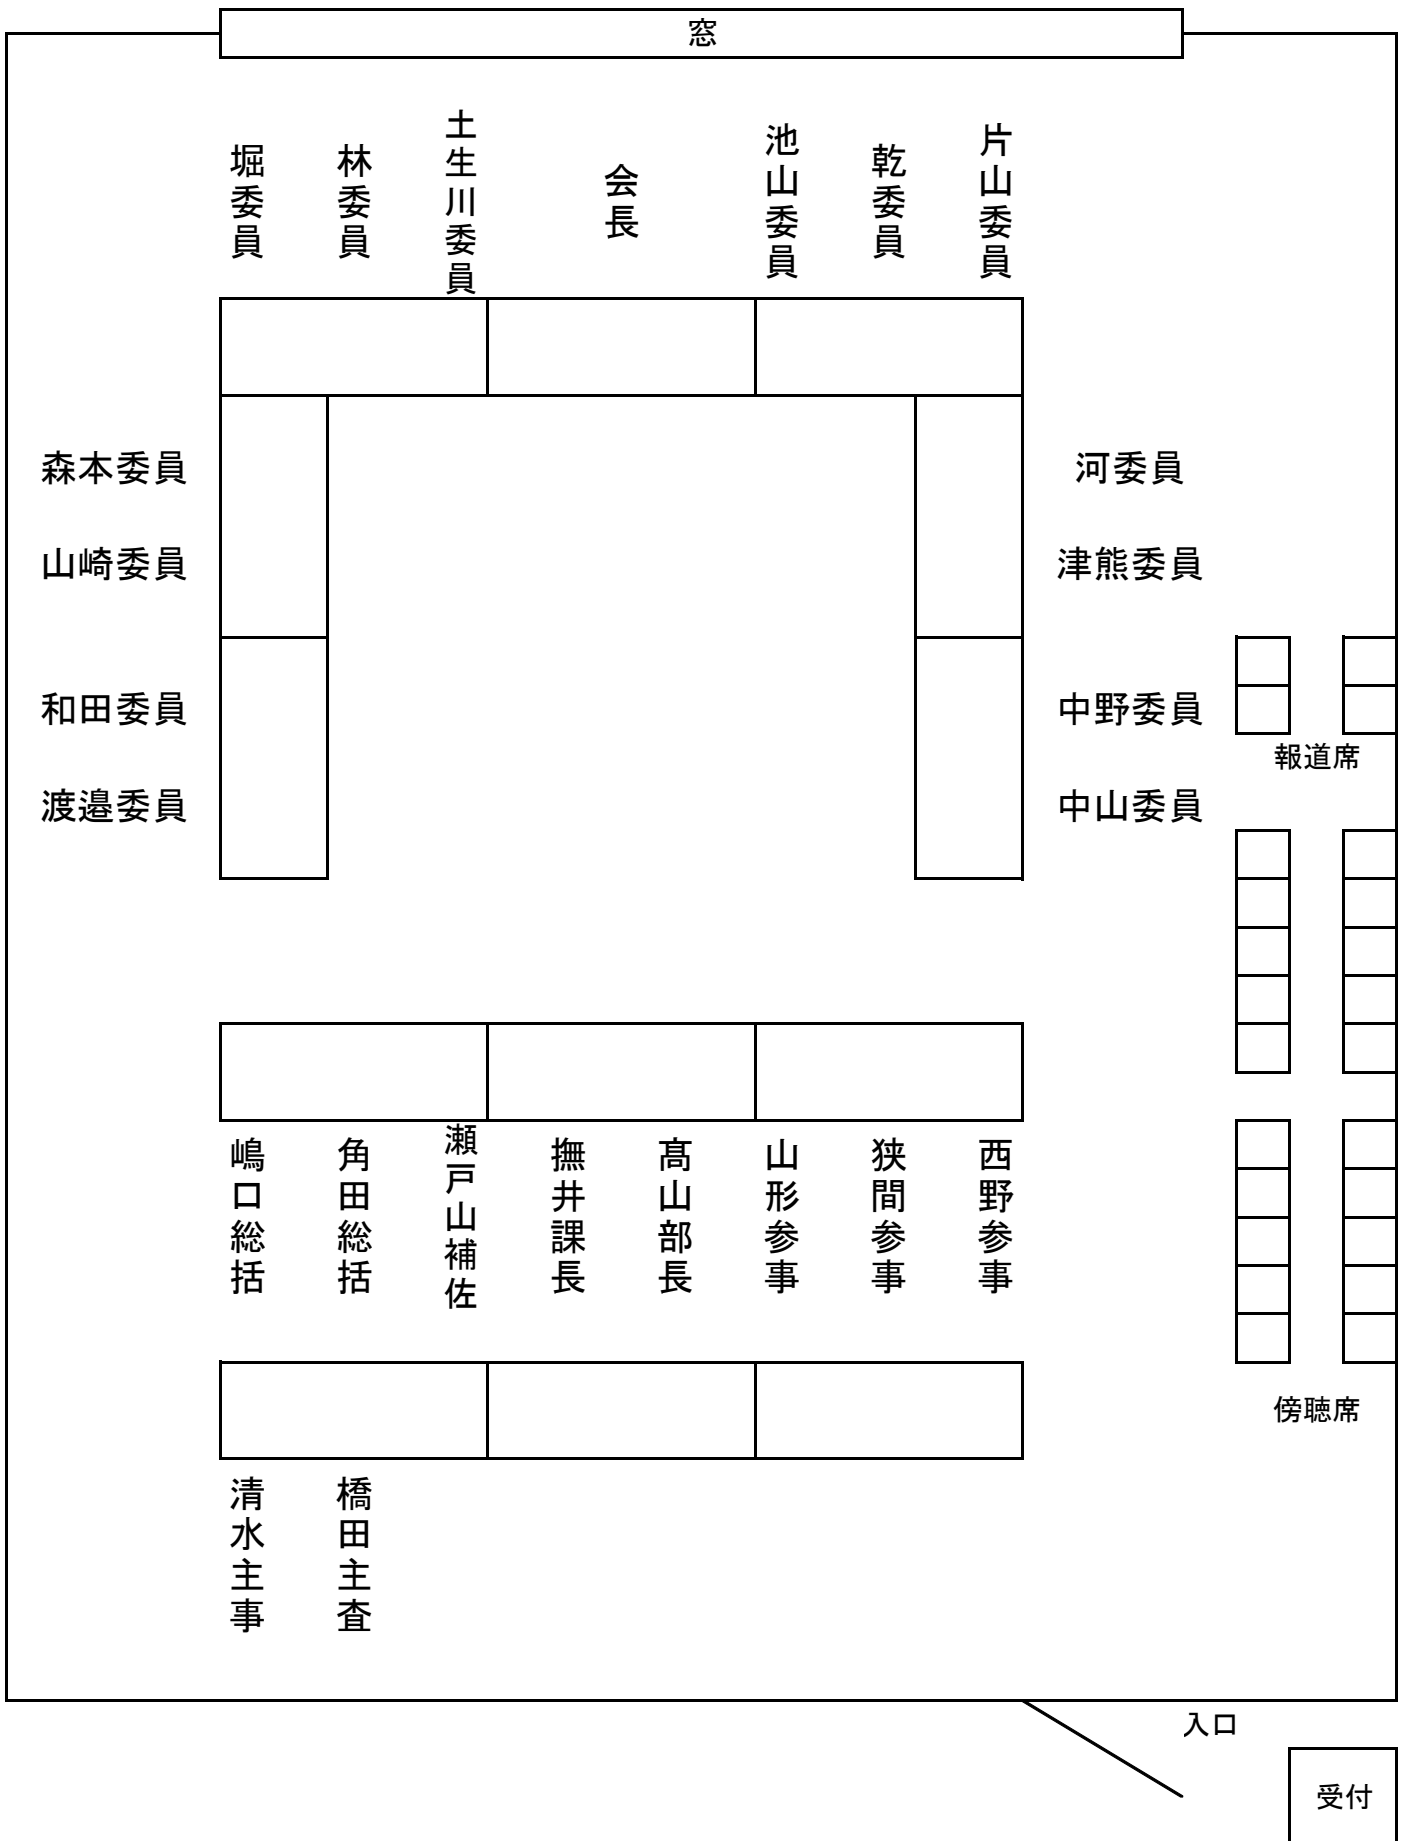 窓
堀委員
林委員
土生川委員
会長
池山委員
乾委員
片山委員
森本委員
河委員
山崎委員
津熊委員
和田委員
中野委員
報道席
渡邉委員
中山委員
嶋口総括
角田総括
瀬戸山補佐
撫井課長
髙山部長
山形参事
狭間参事
西野参事
傍聴席
清水主事
橋田主査
入口
受付